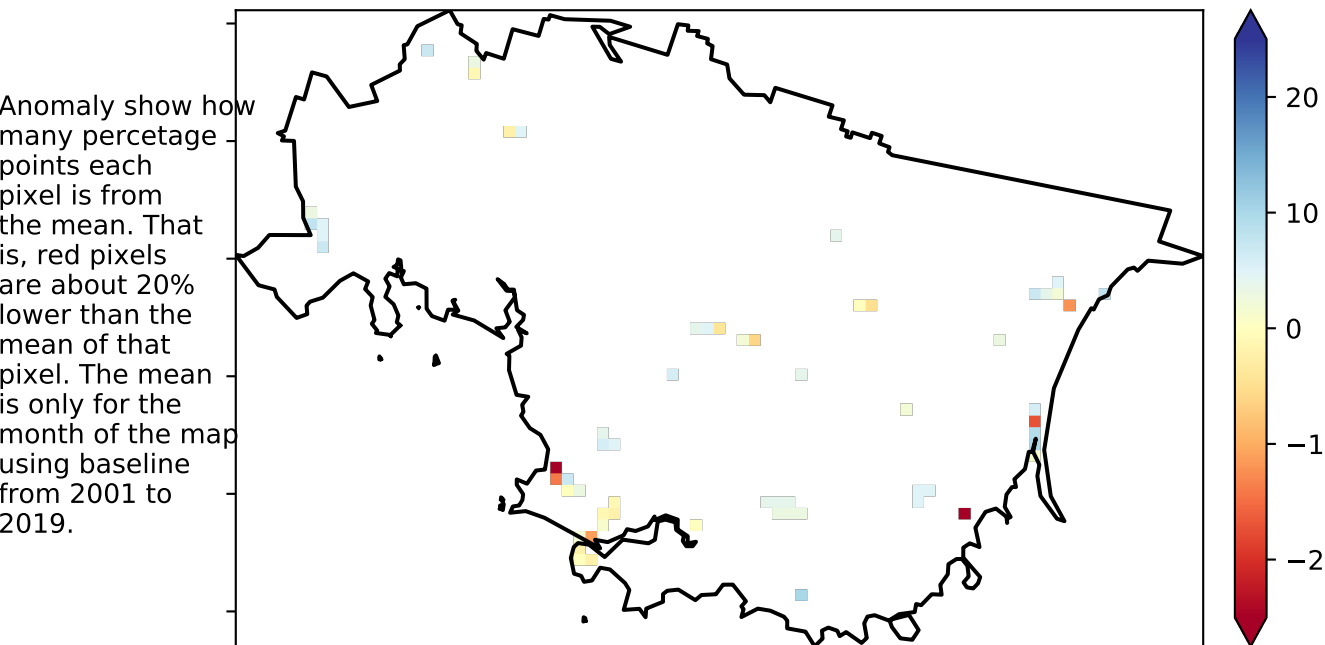 Anomaly show how
many percetage
points each
pixel is from
the mean. That
is, red pixels
are about 20%
lower than the
mean of that
pixel. The mean
is only for the
month of the map
using baseline
from 2001 to
2019.
20
10
0
−1
−2